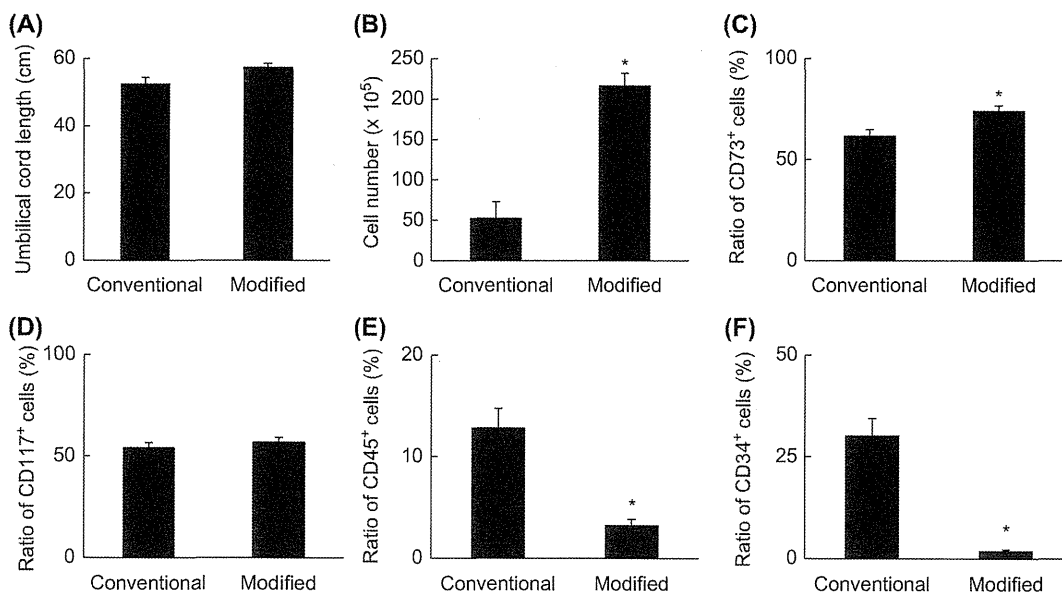 (A)
Umbilical cord length (cm)
60
40
20
0
Conventional Modified
(B)
Cell number (x 10⁵)
250
200
150
100
50
0
*
Conventional Modified
(C)
Ratio of CD73⁺ cells (%)
100
50
0
*
Conventional Modified
(D)
Ratio of CD117⁺ cells (%)
100
50
0
Conventional Modified
(E)
Ratio of CD45⁺ cells (%)
20
10
0
*
Conventional Modified
(F)
Ratio of CD34⁺ cells (%)
50
25
0
*
Conventional Modified